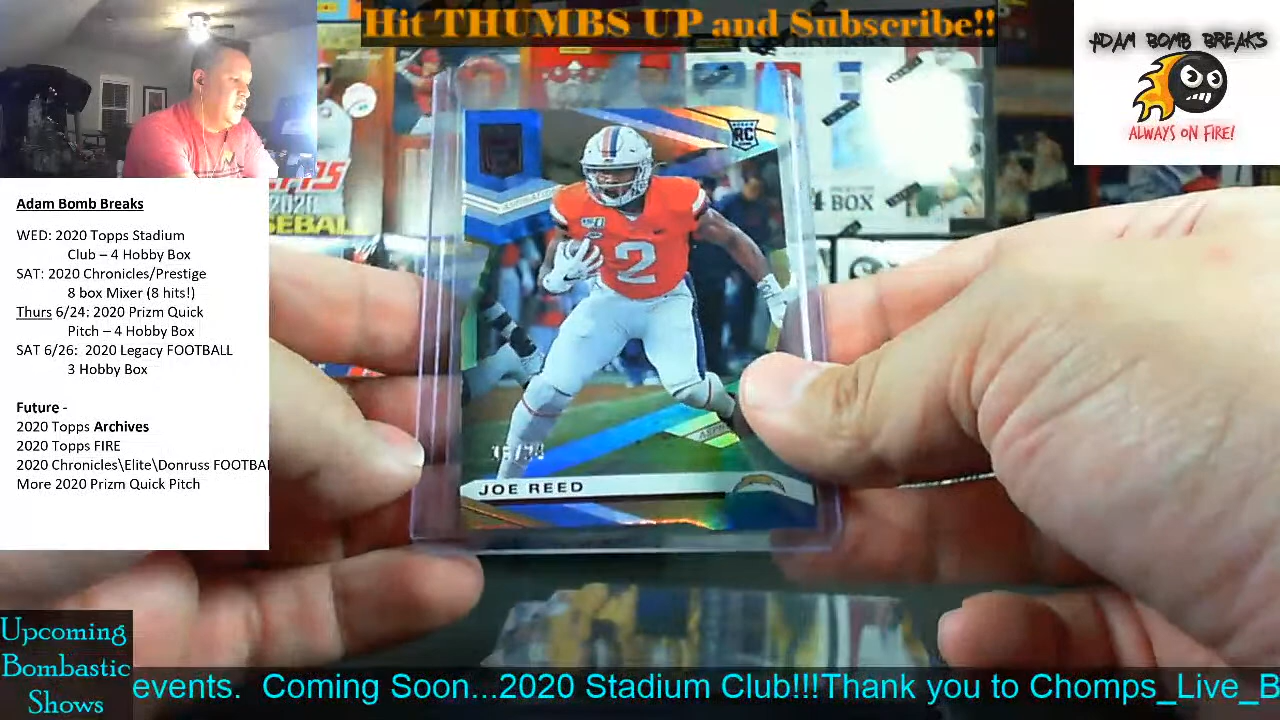 Hit THUMBS UP and Subscribe!!
ADAM BOMB BREAKS
ALWAYS ON FIRE!
Adam Bomb Breaks
WED: 2020 Topps Stadium
Club – 4 Hobby Box
SAT: 2020 Chronicles/Prestige
8 box Mixer (8 hits!)
Thurs 6/24: 2020 Prizm Quick
Pitch – 4 Hobby Box
SAT 6/26: 2020 Legacy FOOTBALL
3 Hobby Box
Future -
2020 Topps Archives
2020 Topps FIRE
2020 Chronicles\Elite\Donruss FOOTBA
More 2020 Prizm Quick Pitch
2020
RC
2
JOE REED
4 BOX
Upcoming
Bombastic
Shows
events. Coming Soon...2020 Stadium Club!!!Thank you to Chomps_Live_B